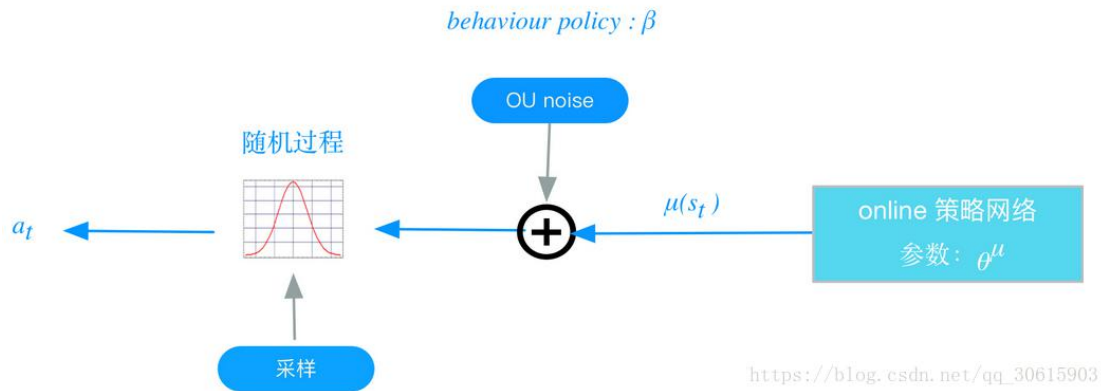 behaviour policy : β
OU noise
随机过程
μ(s_t)
online 策略网络
参数: θ^μ
a_t
采样
https://blog.csdn.net/qq_30615903